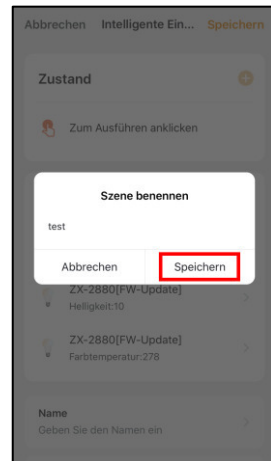 Abbrechen Intelligente Ein... Speichern
Zustand
Zum Ausführen anklicken
Szene benennen
test
Abbrechen Speichern
ZX-2880[FW-Update]
Helligkeit:10
ZX-2880[FW-Update]
Farbtemperatur:278
Name
Geben Sie den Namen ein